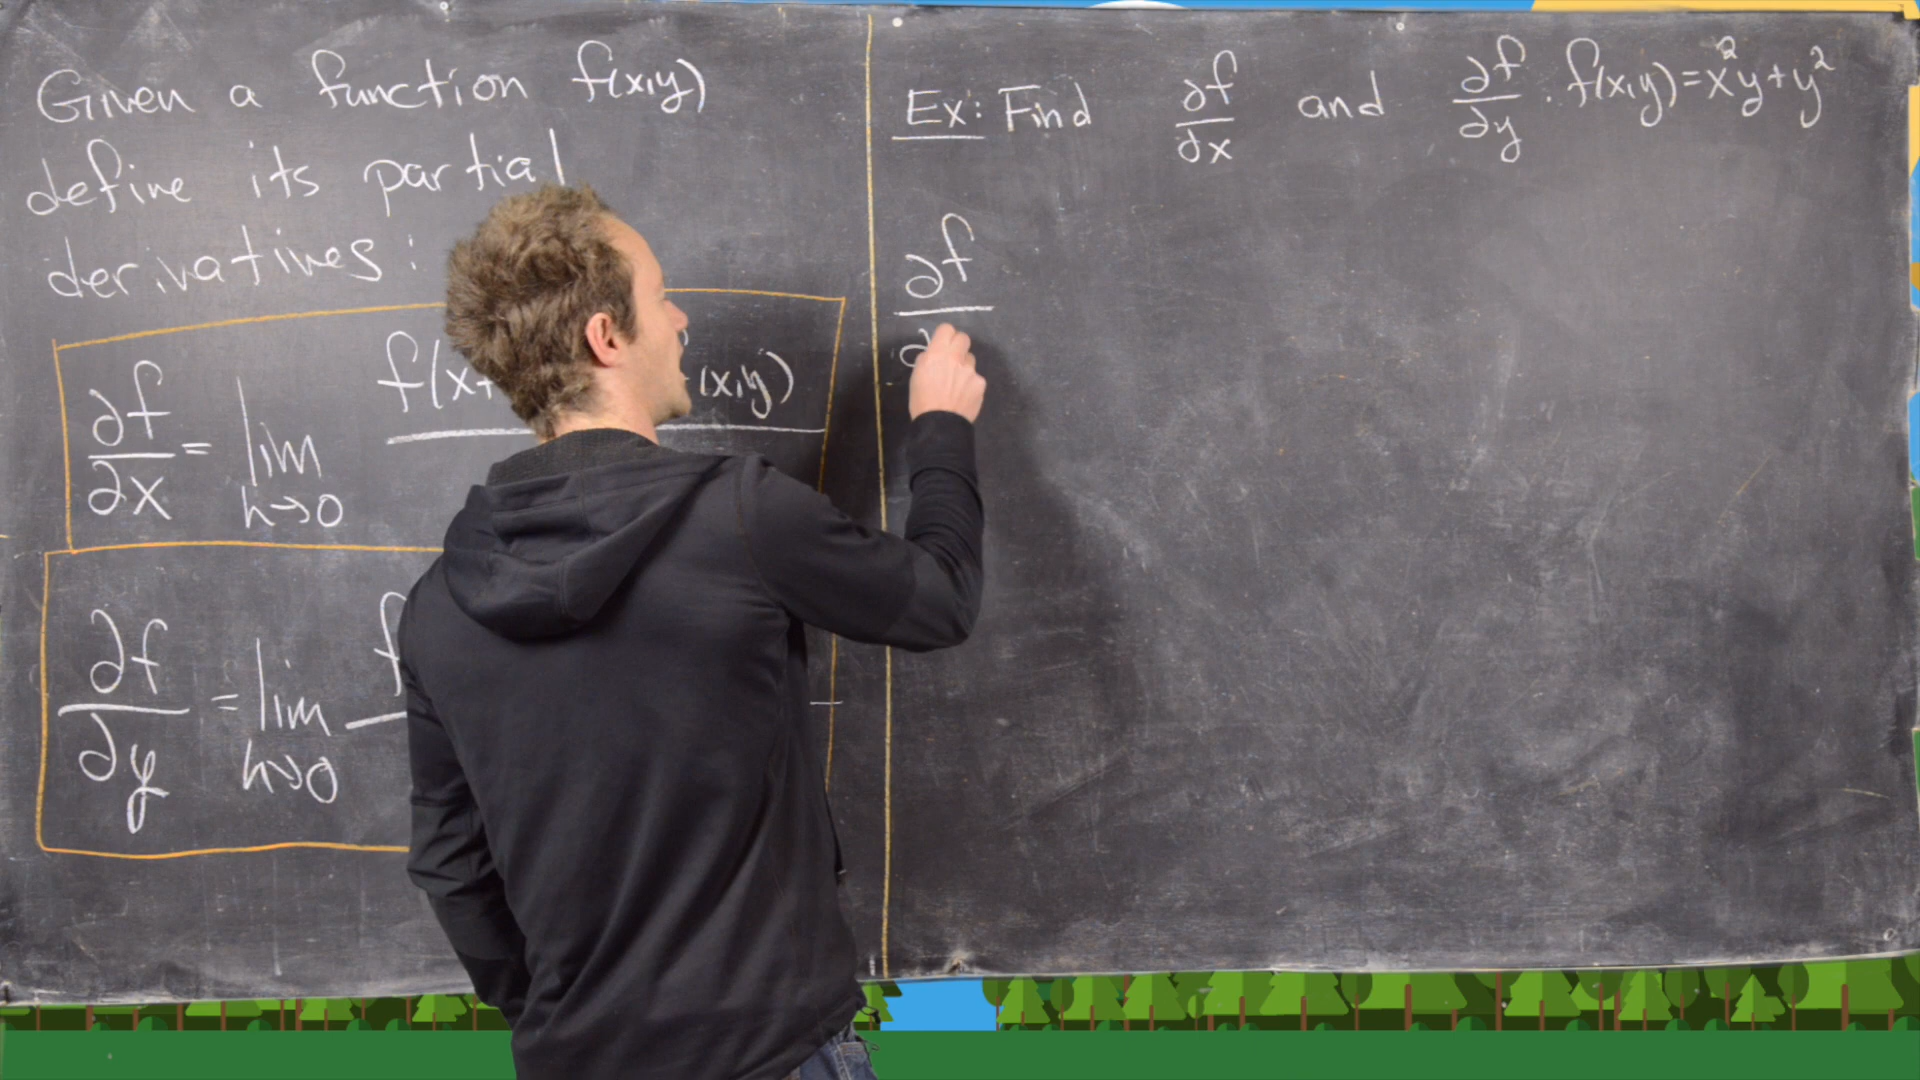 Given a function f(x,y)
define its partial
derivatives:
∂f/∂x = lim h→0 f(x+ (x,y)
∂f/∂y = lim h→0 f
Ex: Find ∂f/∂x and ∂f/∂y. f(x,y)=x²y+y²
∂f
∂